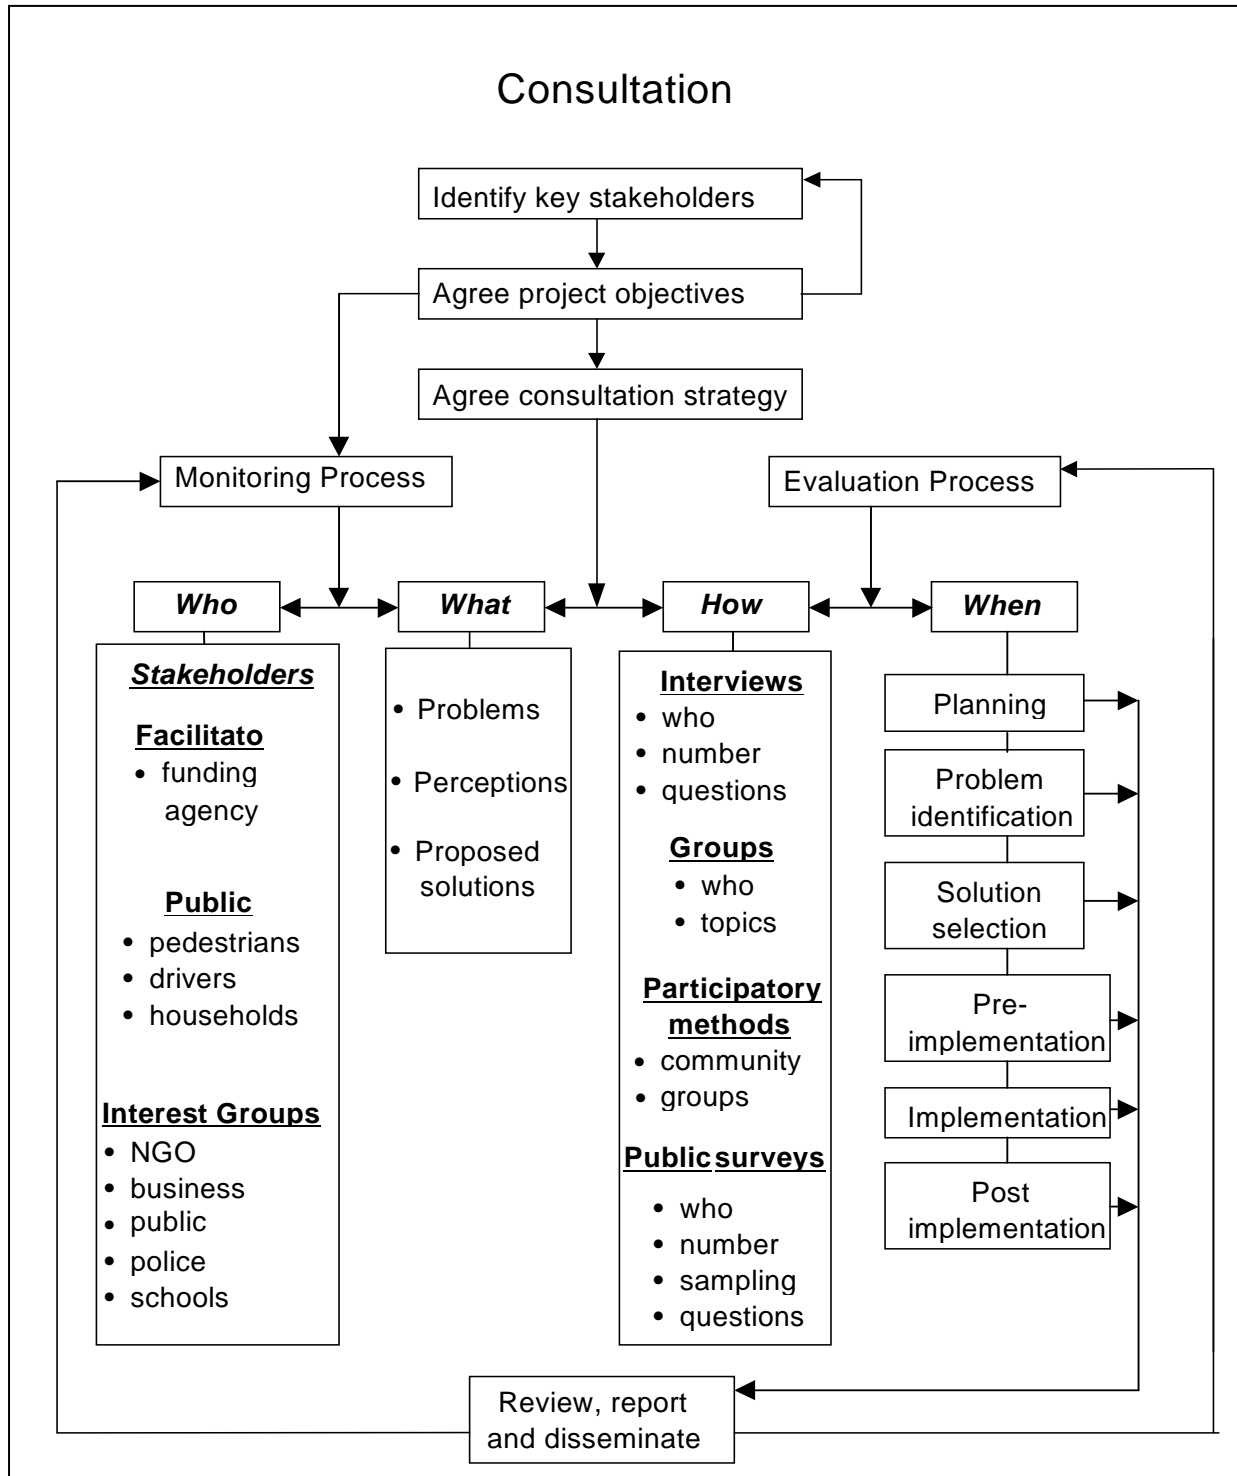 Consultation
Identify key stakeholders
Agree project objectives
Agree consultation strategy
Monitoring Process
Evaluation Process
Who
Stakeholders
Facilitato
• funding
agency
Public
• pedestrians
• drivers
• households
Interest Groups
• NGO
• business
• public
• police
• schools
What
• Problems
• Perceptions
• Proposed
solutions
How
Interviews
• who
• number
• questions
Groups
• who
• topics
Participatory
methods
• community
• groups
Public surveys
• who
• number
• sampling
• questions
When
Planning
Problem
identification
Solution
selection
Pre-
implementation
Implementation
Post
implementation
Review, report
and disseminate